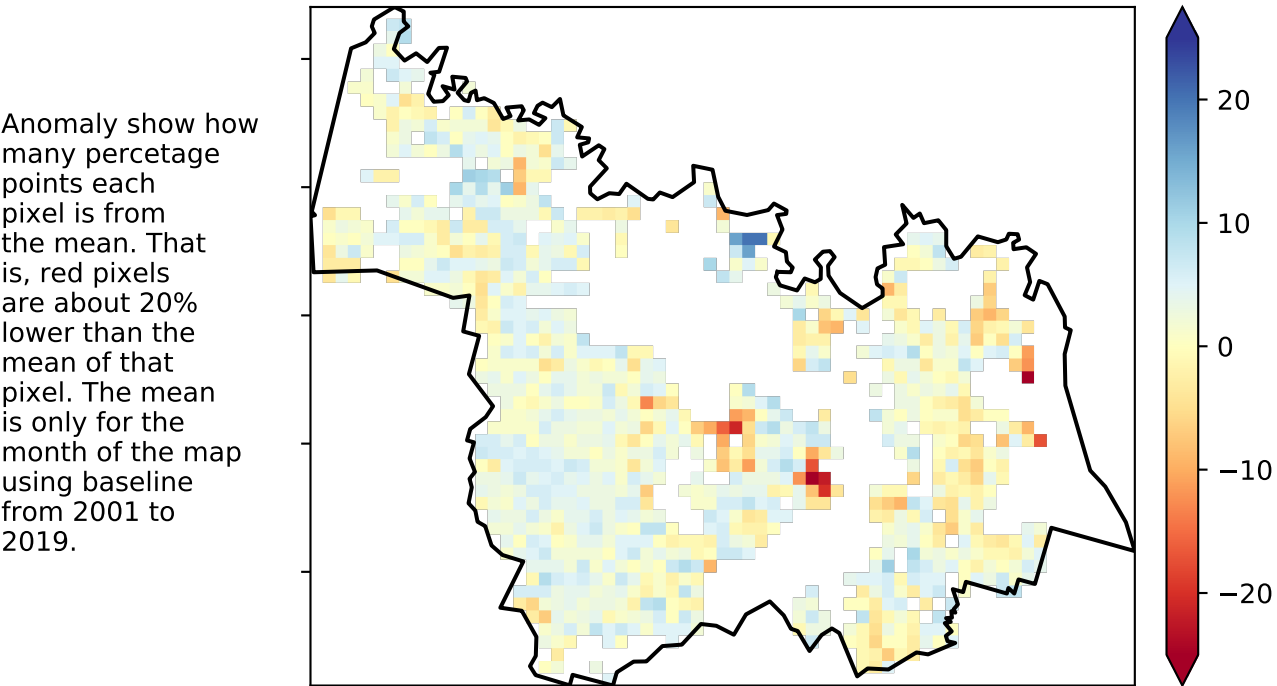 Anomaly show how
many percetage
points each
pixel is from
the mean. That
is, red pixels
are about 20%
lower than the
mean of that
pixel. The mean
is only for the
month of the map
using baseline
from 2001 to
2019.
20
10
0
−10
−20